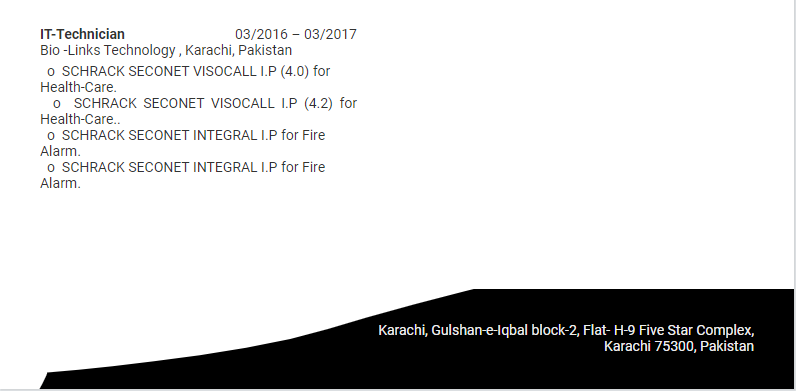 IT-Technician 03/2016 – 03/2017
Bio -Links Technology , Karachi, Pakistan
o SCHRACK SECONET VISOCALL I.P (4.0) for
Health-Care.
o SCHRACK SECONET VISOCALL I.P (4.2) for
Health-Care..
o SCHRACK SECONET INTEGRAL I.P for Fire
Alarm.
o SCHRACK SECONET INTEGRAL I.P for Fire
Alarm.
Karachi, Gulshan-e-Iqbal block-2, Flat- H-9 Five Star Complex,
Karachi 75300, Pakistan